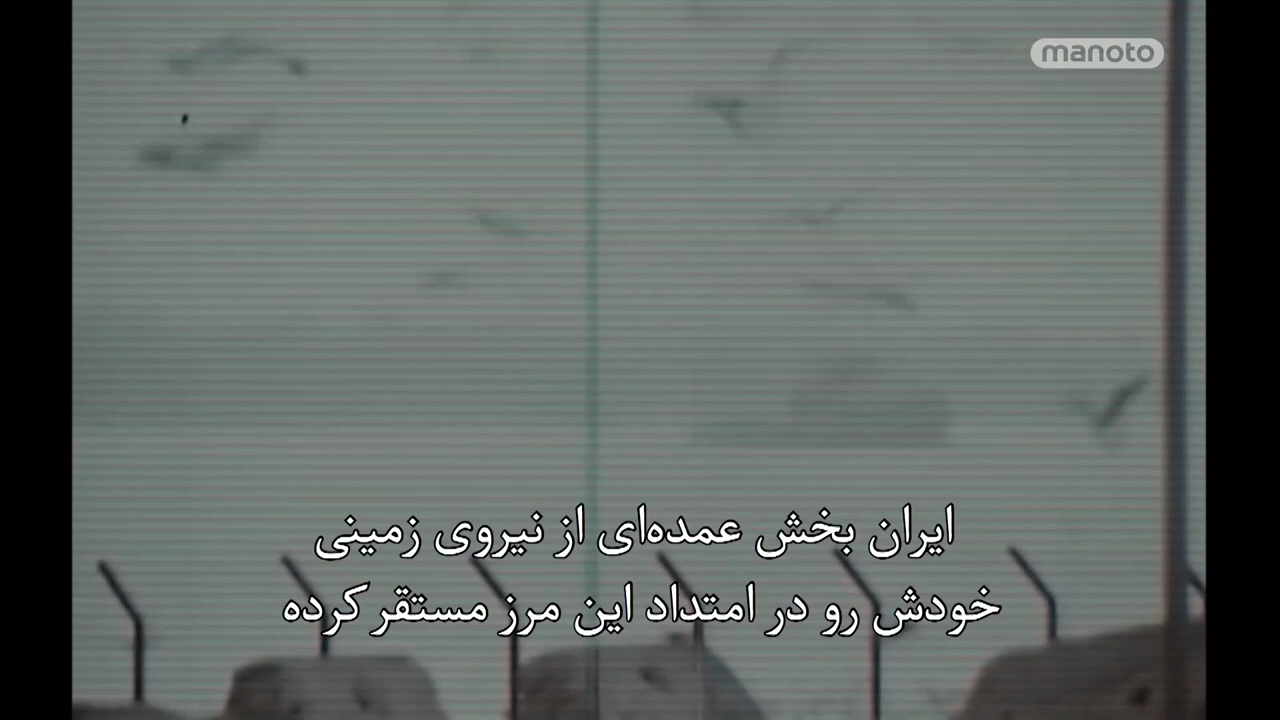 manoto
ایران بخش عمده‌ای از نیروی زمینی
خودش رو در امتداد این مرز مستقر کرده